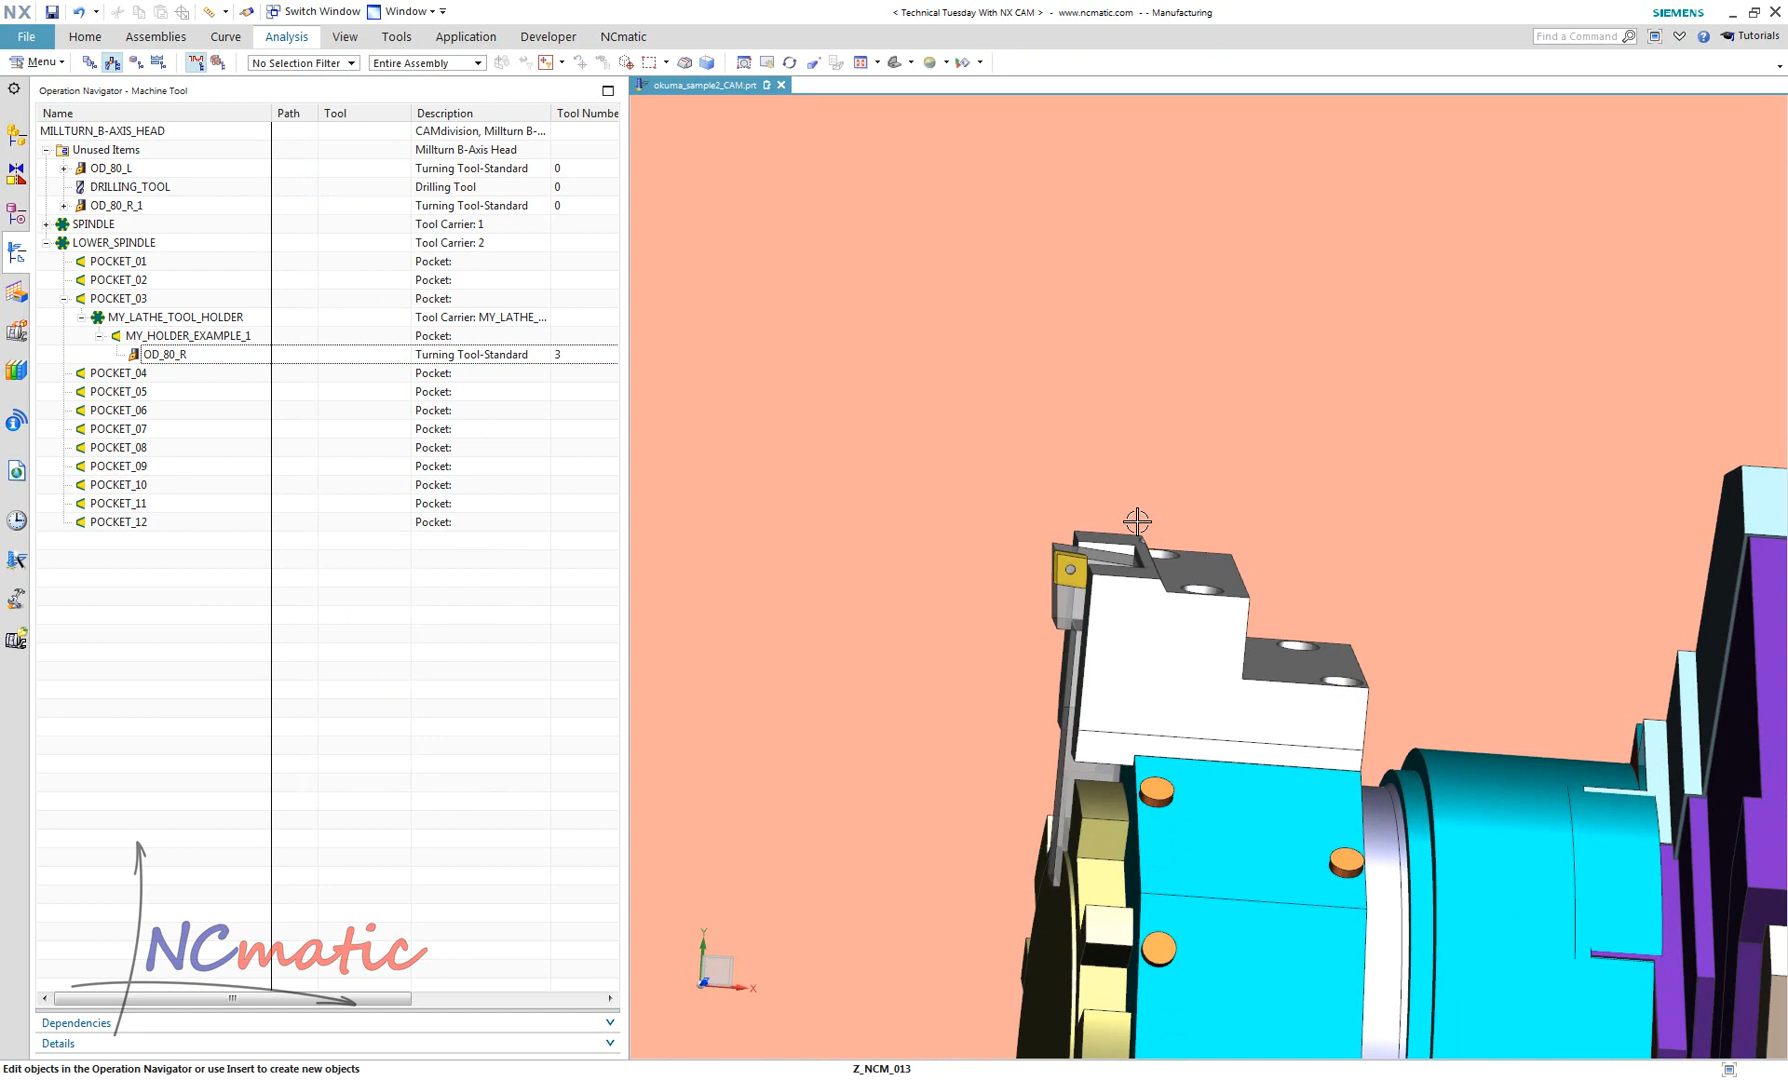 NX Switch Window Window < Technical Tuesday With NX CAM > - www.ncmatic.com - - Manufacturing SIEMENS
File Home Assemblies Curve Analysis View Tools Application Developer NCmatic Find a Command Tutorials
Menu No Selection Filter Entire Assembly
Operation Navigator - Machine Tool okuma_sample2_CAM.prt
Name Path Tool Description Tool Numbe
MILLTURN_B-AXIS_HEAD CAMdivision, Millturn B-...
Unused Items Millturn B-Axis Head
OD_80_L Turning Tool-Standard 0
DRILLING_TOOL Drilling Tool 0
OD_80_R_1 Turning Tool-Standard 0
SPINDLE Tool Carrier: 1
LOWER_SPINDLE Tool Carrier: 2
POCKET_01 Pocket:
POCKET_02 Pocket:
POCKET_03 Pocket:
MY_LATHE_TOOL_HOLDER Tool Carrier: MY_LATHE_...
MY_HOLDER_EXAMPLE_1 Pocket:
OD_80_R Turning Tool-Standard 3
POCKET_04 Pocket:
POCKET_05 Pocket:
POCKET_06 Pocket:
POCKET_07 Pocket:
POCKET_08 Pocket:
POCKET_09 Pocket:
POCKET_10 Pocket:
POCKET_11 Pocket:
POCKET_12 Pocket:
NCmatic
Y
X
Dependencies
Details
Edit objects in the Operation Navigator or use Insert to create new objects Z_NCM_013